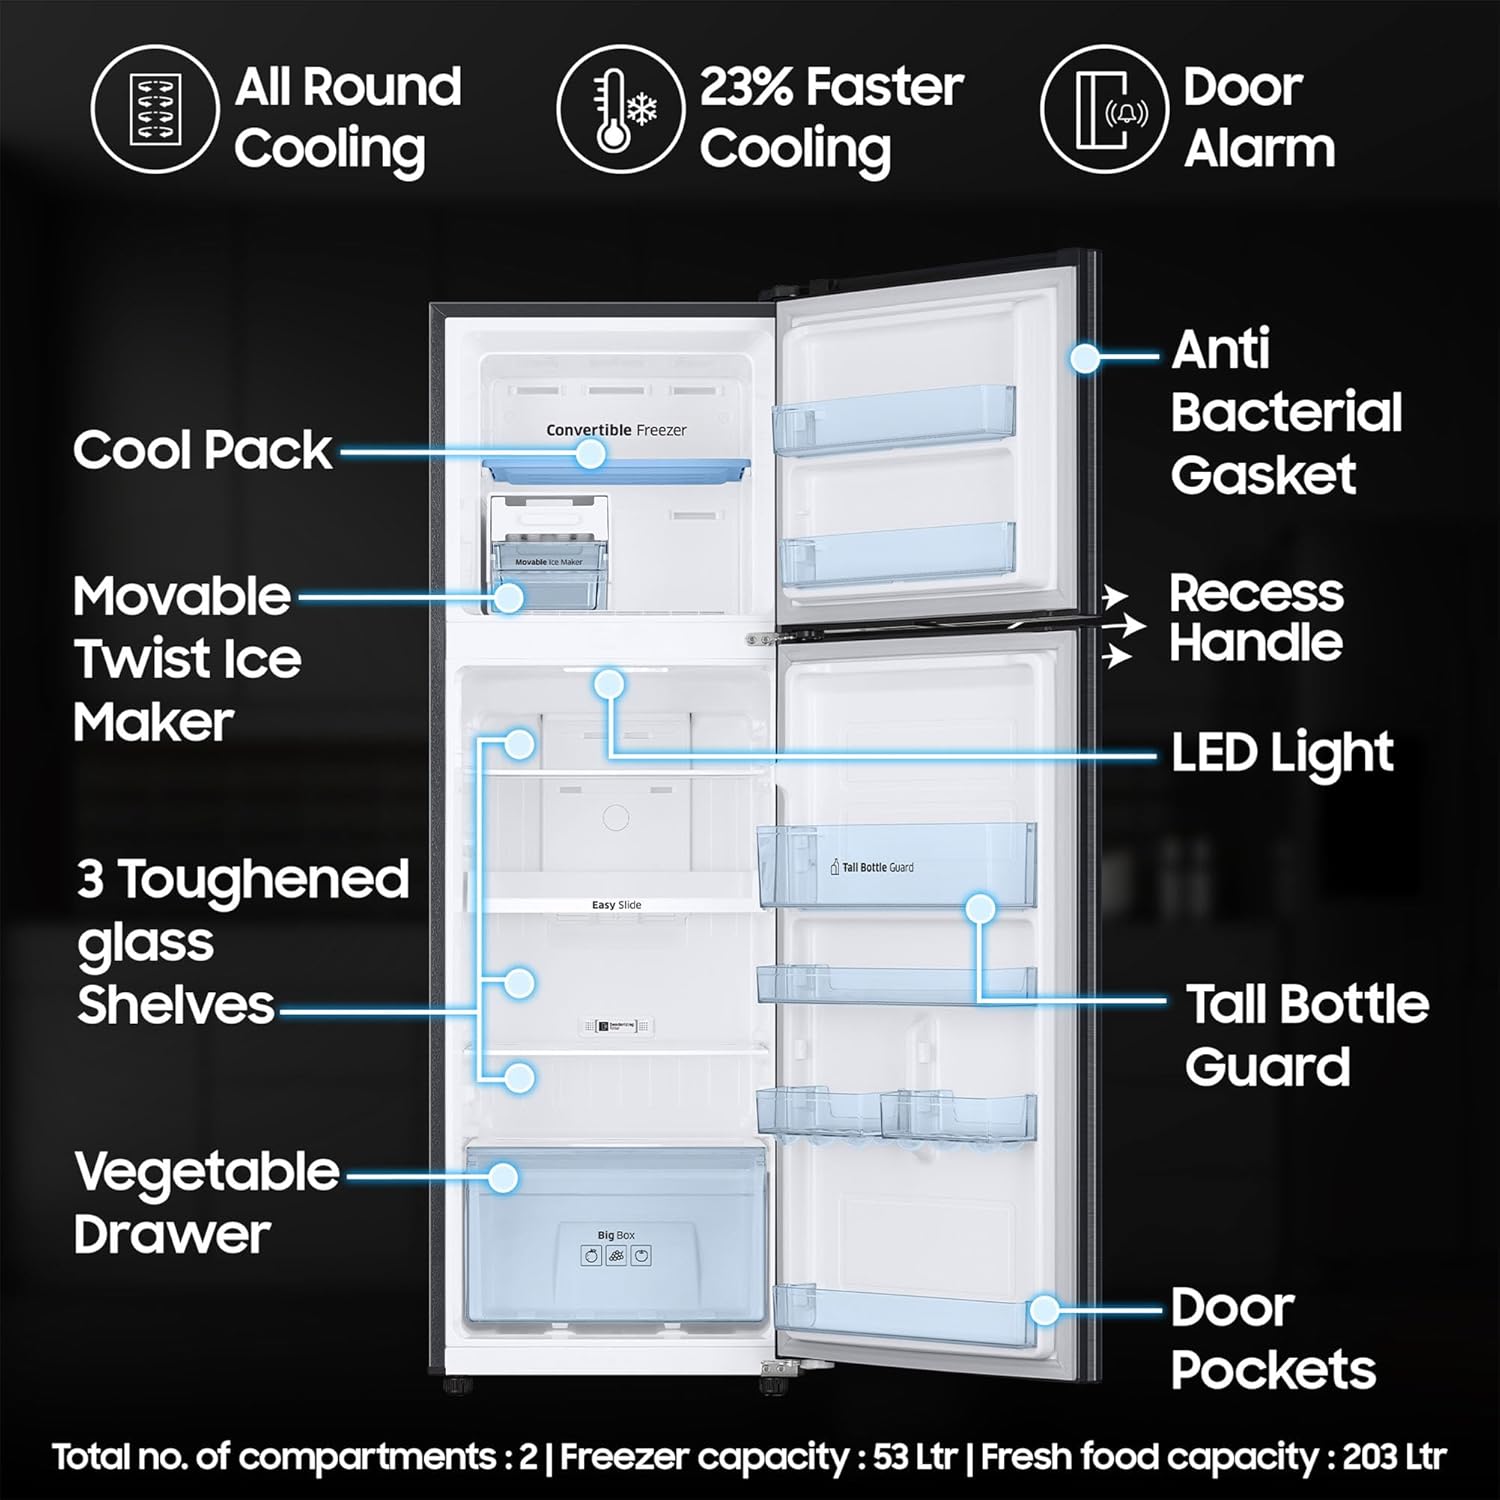 All Round
Cooling
23% Faster
Cooling
Door
Alarm
Anti
Bacterial
Gasket
Convertible Freezer
Cool Pack
Movable Ice Maker
Movable
Twist Ice
Maker
Recess
Handle
LED Light
3 Toughened
glass
Shelves
Tall Bottle Guard
Easy Slide
Tall Bottle
Guard
Deodorizing
Filter
Vegetable
Drawer
Big Box
Door
Pockets
Total no. of compartments : 2 | Freezer capacity : 53 Ltr | Fresh food capacity : 203 Ltr